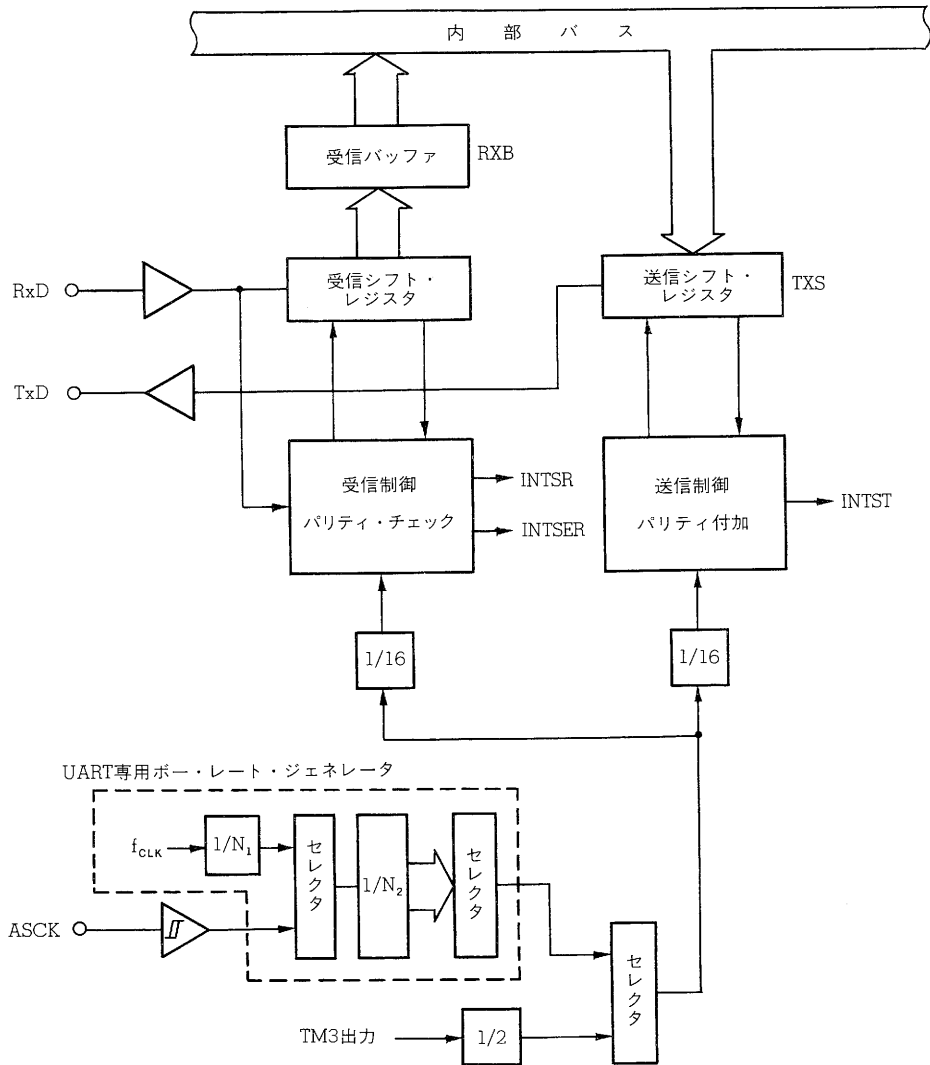 内部バス
受信バッファ
RXB
受信シフト・
レジスタ
送信シフト・
レジスタ
TXS
RxD
TxD
受信制御
パリティ・チェック
INTSR
INTSER
送信制御
パリティ付加
INTST
1/16
1/16
UART専用ボー・レート・ジェネレータ
fCLK
1/N₁
セレクタ
1/N₂
セレクタ
ASCK
セレクタ
TM3出力
1/2